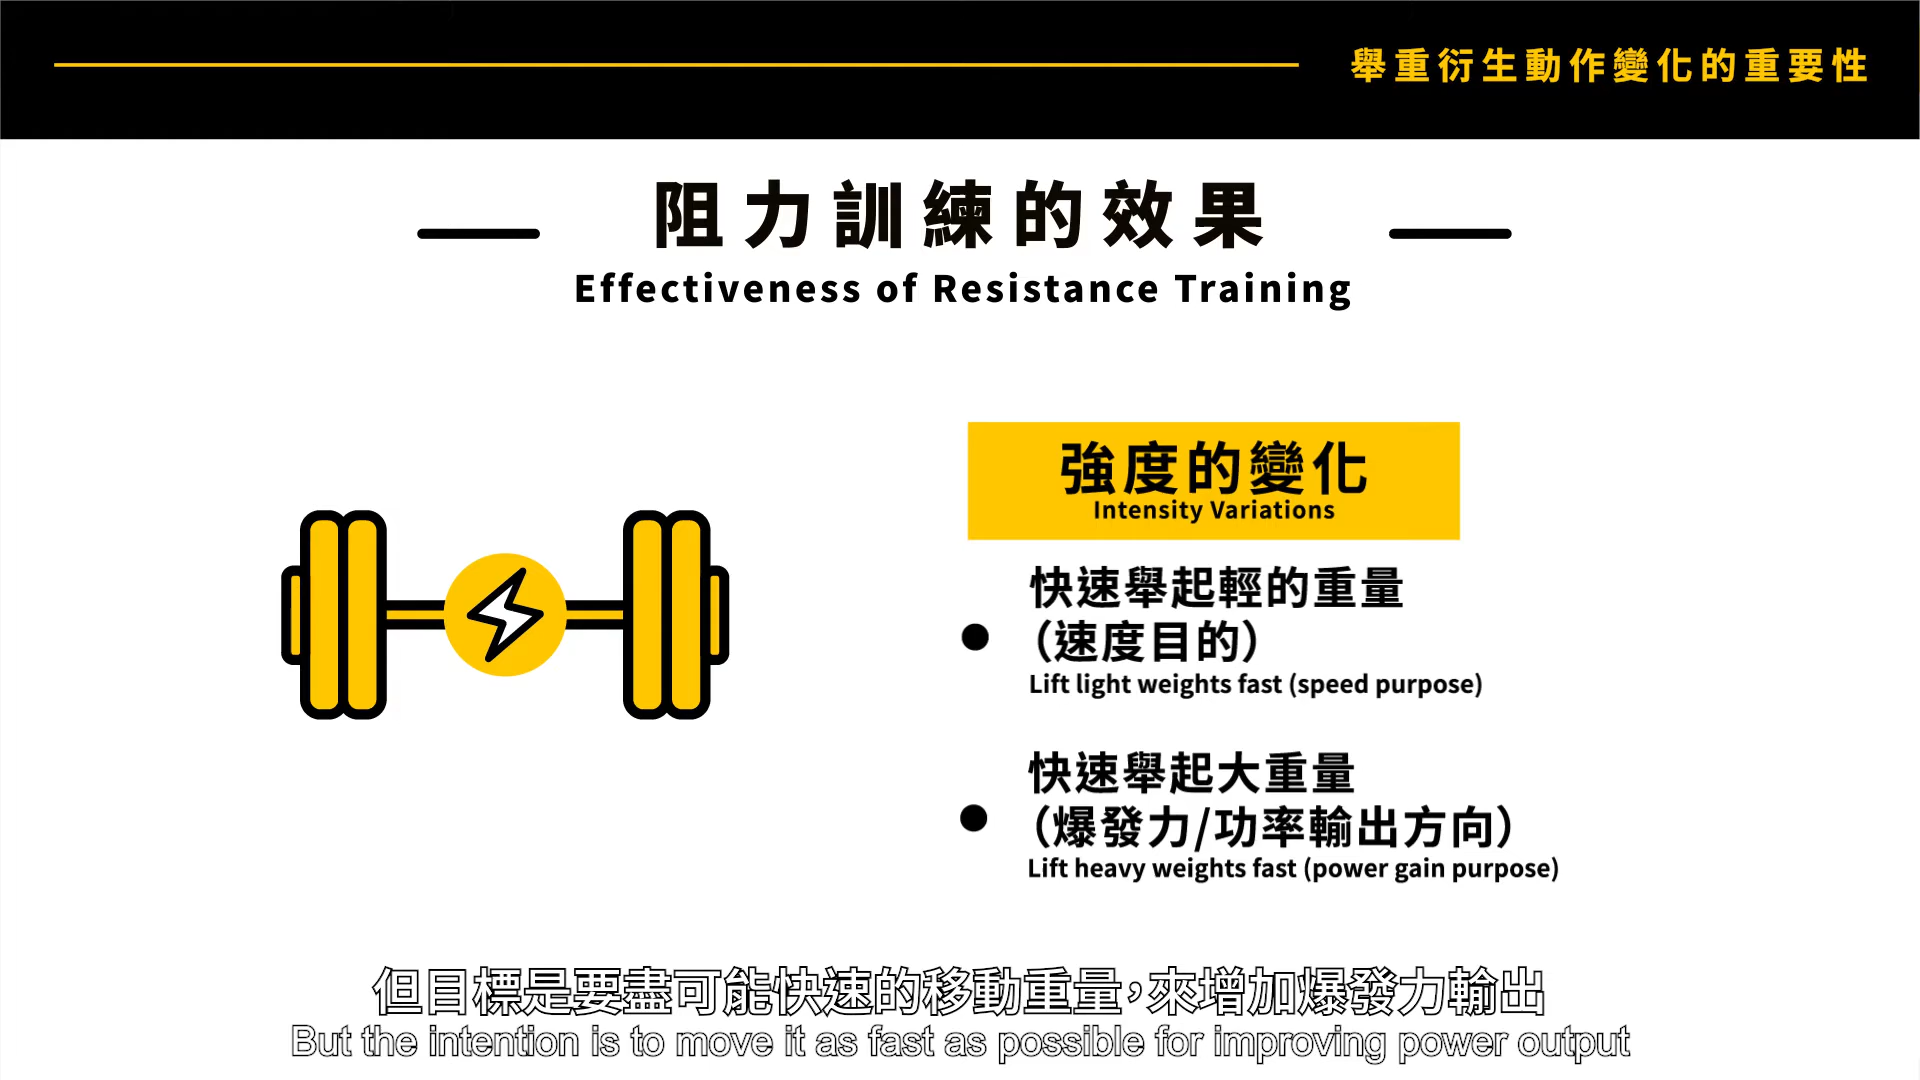 舉重衍生動作變化的重要性
阻力訓練的效果
Effectiveness of Resistance Training
強度的變化
Intensity Variations
快速舉起輕的重量
（速度目的）
Lift light weights fast (speed purpose)
快速舉起大重量
（爆發力/功率輸出方向）
Lift heavy weights fast (power gain purpose)
但目標是要盡可能快速的移動重量，來增加爆發力輸出
But the intention is to move it as fast as possible for improving power output